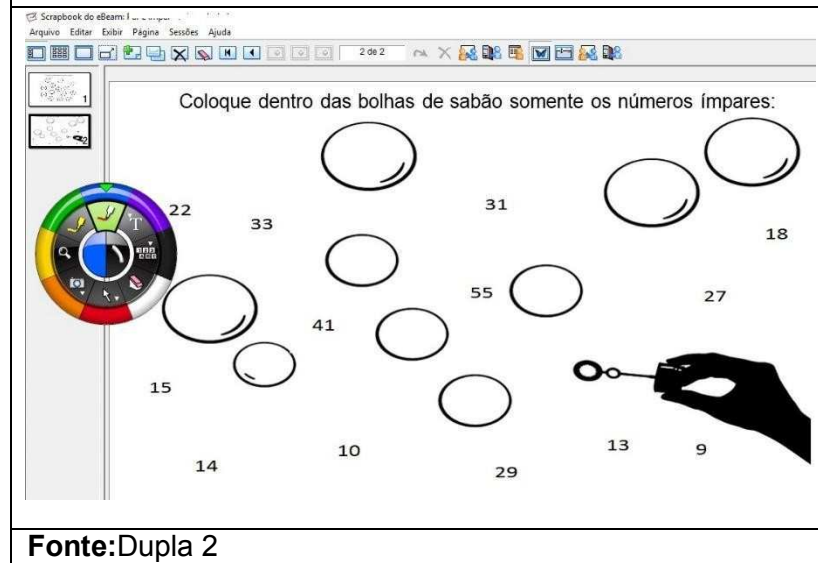 Scrapbook do eBeam:
Arquivo Editar Exibir Página Sessões Ajuda
2 de 2
1
2
Coloque dentro das bolhas de sabão somente os números ímpares:
22
33
31
18
T
55
27
41
15
14
10
29
13
9
Fonte:Dupla 2